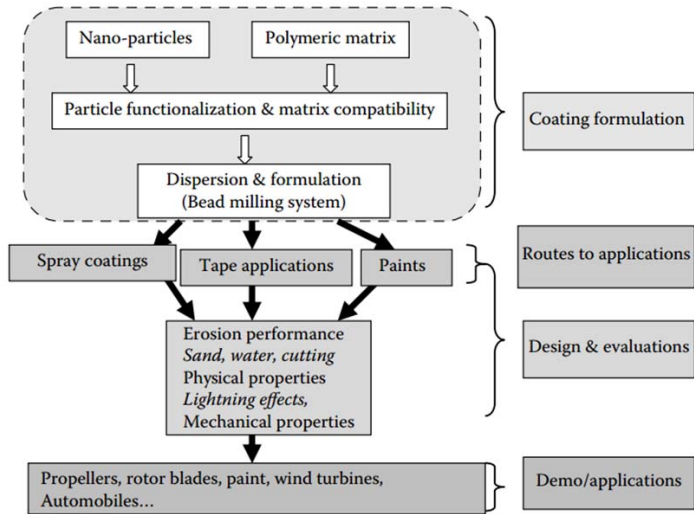 Nano-particles
Polymeric matrix
Particle functionalization & matrix compatibility
Coating formulation
Dispersion & formulation
(Bead milling system)
Spray coatings
Tape applications
Paints
Routes to applications
Erosion performance
Sand, water, cutting
Physical properties
Lightning effects,
Mechanical properties
Design & evaluations
Propellers, rotor blades, paint, wind turbines,
Automobiles...
Demo/applications